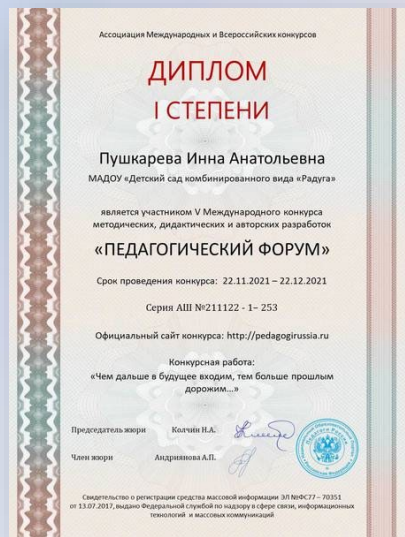 Ассоциация Международных и Всероссийских конкурсов
ДИПЛОМ
I СТЕПЕНИ
Пушкарева Инна Анатольевна
МАДОУ «Детский сад комбинированного вида «Радуга»
является участником V Международного конкурса
методических, дидактических и авторских разработок
«ПЕДАГОГИЧЕСКИЙ ФОРУМ»
Срок проведения конкурса: 22.11.2021 – 22.12.2021
Серия АШ №211122 - 1– 253
Официальный сайт конкурса: http://pedagogirussia.ru
Конкурсная работа:
«Чем дальше в будущее входим, тем больше прошлым
дорожим...»
Председатель жюри Колчин Н.А.
Член жюри Андриянова А.П.
Свидетельство о регистрации средства массовой информации ЭЛ №ФС77 – 70351
от 13.07.2017, выдано Федеральной службой по надзору в сфере связи, информационных
технологий и массовых коммуникаций